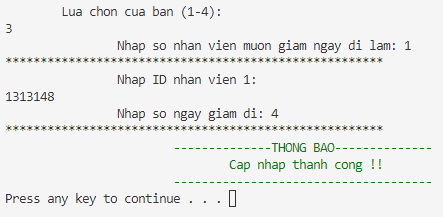 Lua chon cua ban (1-4):
3
Nhap so nhan vien muon giam ngay di lam: 1
******************************************************
Nhap ID nhan vien 1:
1313148
Nhap so ngay giam di: 4
******************************************************
--------------THONG BAO--------------
Cap nhap thanh cong !!
-------------------------------------
Press any key to continue . . .